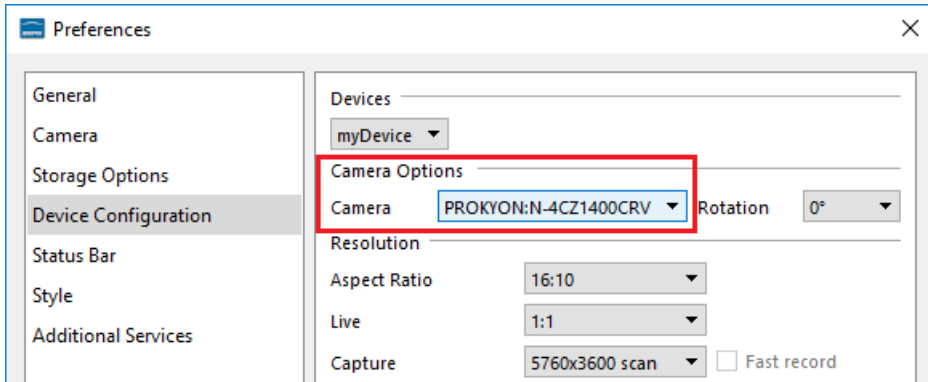 Preferences
General
Camera
Storage Options
Device Configuration
Status Bar
Style
Additional Services
Devices
myDevice
Camera Options
Camera PROKYON:N-4CZ1400CRV Rotation 0°
Resolution
Aspect Ratio 16:10
Live 1:1
Capture 5760x3600 scan Fast record